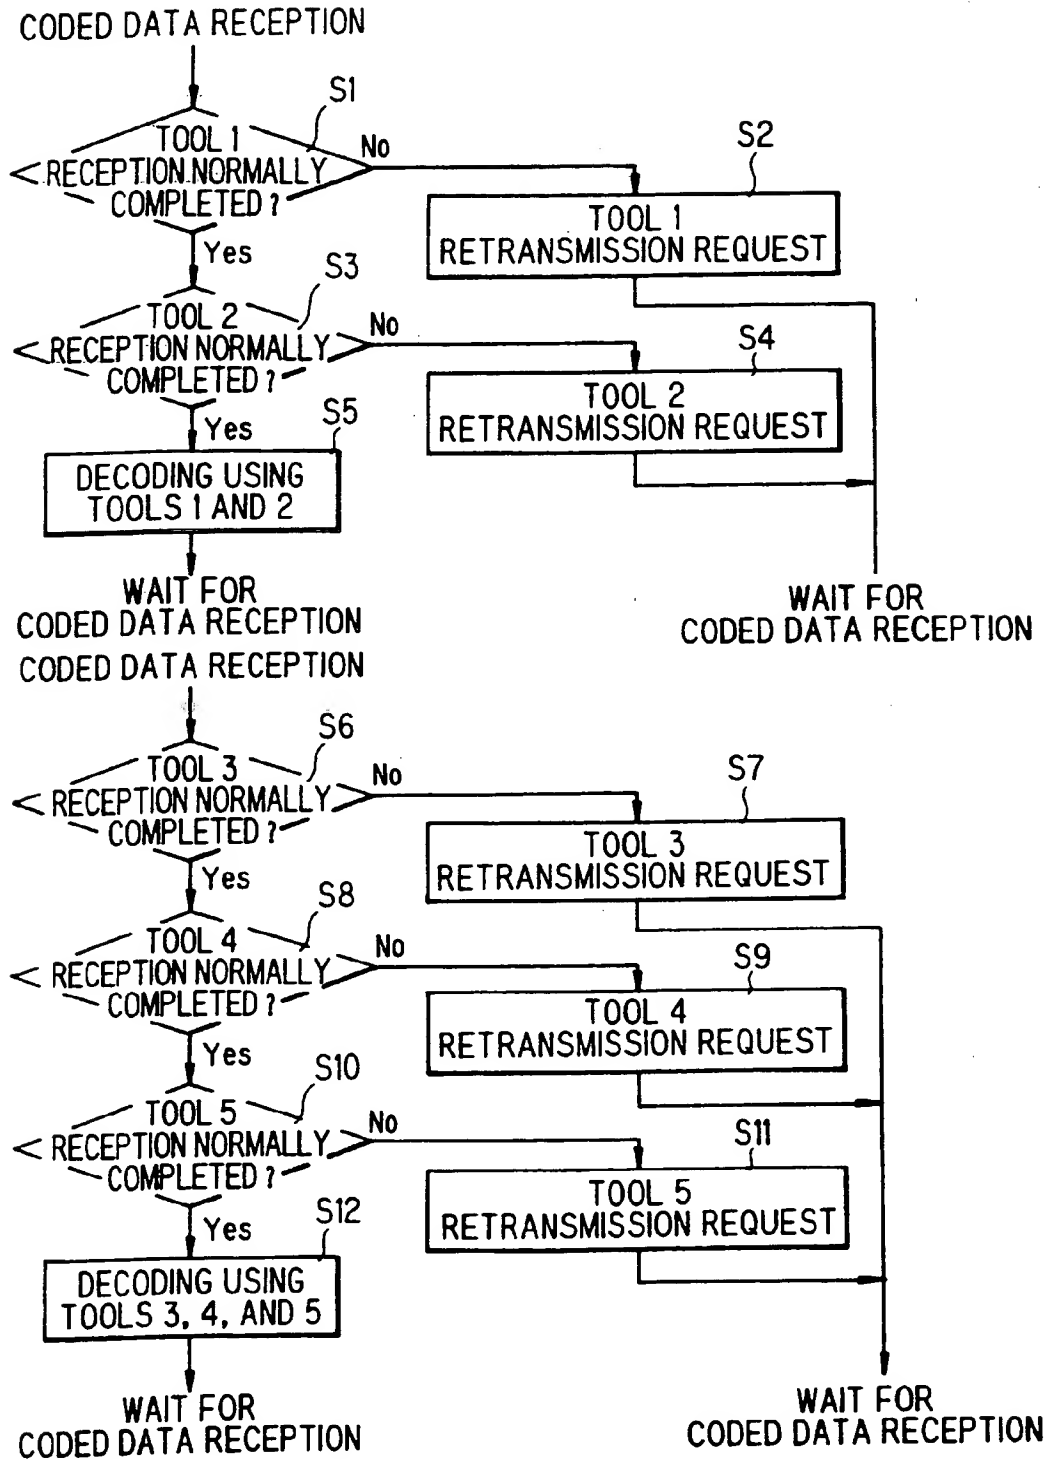 CODED DATA RECEPTION
S1
TOOL 1
RECEPTION NORMALLY
COMPLETED?
No
S2
TOOL 1
RETRANSMISSION REQUEST
Yes
S3
TOOL 2
RECEPTION NORMALLY
COMPLETED?
No
S4
TOOL 2
RETRANSMISSION REQUEST
Yes
S5
DECODING USING
TOOLS 1 AND 2
WAIT FOR
CODED DATA RECEPTION
WAIT FOR
CODED DATA RECEPTION
CODED DATA RECEPTION
S6
TOOL 3
RECEPTION NORMALLY
COMPLETED?
No
S7
TOOL 3
RETRANSMISSION REQUEST
Yes
S8
TOOL 4
RECEPTION NORMALLY
COMPLETED?
No
S9
TOOL 4
RETRANSMISSION REQUEST
Yes
S10
TOOL 5
RECEPTION NORMALLY
COMPLETED?
No
S11
TOOL 5
RETRANSMISSION REQUEST
Yes
S12
DECODING USING
TOOLS 3, 4, AND 5
WAIT FOR
CODED DATA RECEPTION
WAIT FOR
CODED DATA RECEPTION